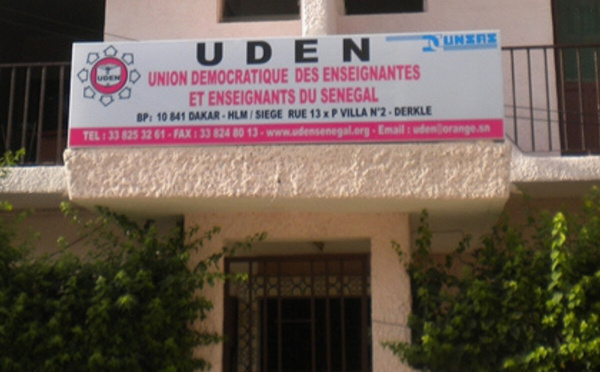 UDEN
UDEN
UNSAS
UNION DEMOCRATIQUE DES ENSEIGNANTES
ET ENSEIGNANTS DU SENEGAL
BP: 10 841 DAKAR - HLM / SIEGE RUE 13 x P VILLA N°2 - DERKLE
TEL : 33 825 32 61 - FAX : 33 824 80 13 - www.udensenegal.org - Email : uden@orange.sn